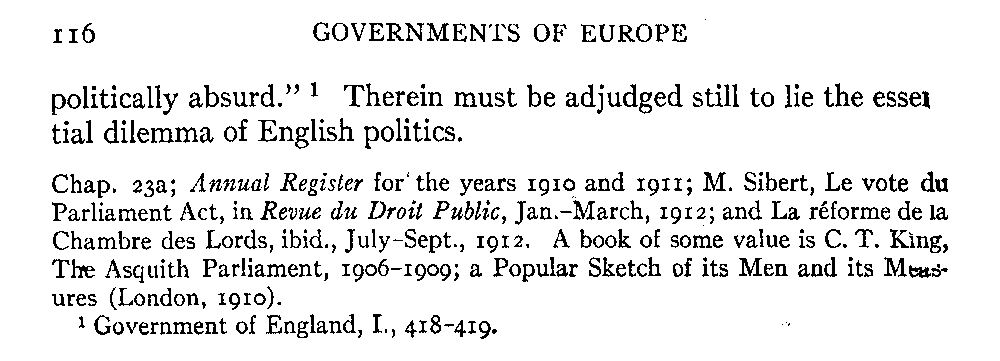 116 GOVERNMENTS OF EUROPE
politically absurd.” ¹ Therein must be adjudged still to lie the essen
tial dilemma of English politics.
Chap. 23a; Annual Register for the years 1910 and 1911; M. Sibert, Le vote du
Parliament Act, in Revue du Droit Public, Jan.–March, 1912; and La réforme de la
Chambre des Lords, ibid., July–Sept., 1912. A book of some value is C. T. King,
The Asquith Parliament, 1906–1909; a Popular Sketch of its Men and its Meas-
ures (London, 1910).
¹ Government of England, I., 418–419.